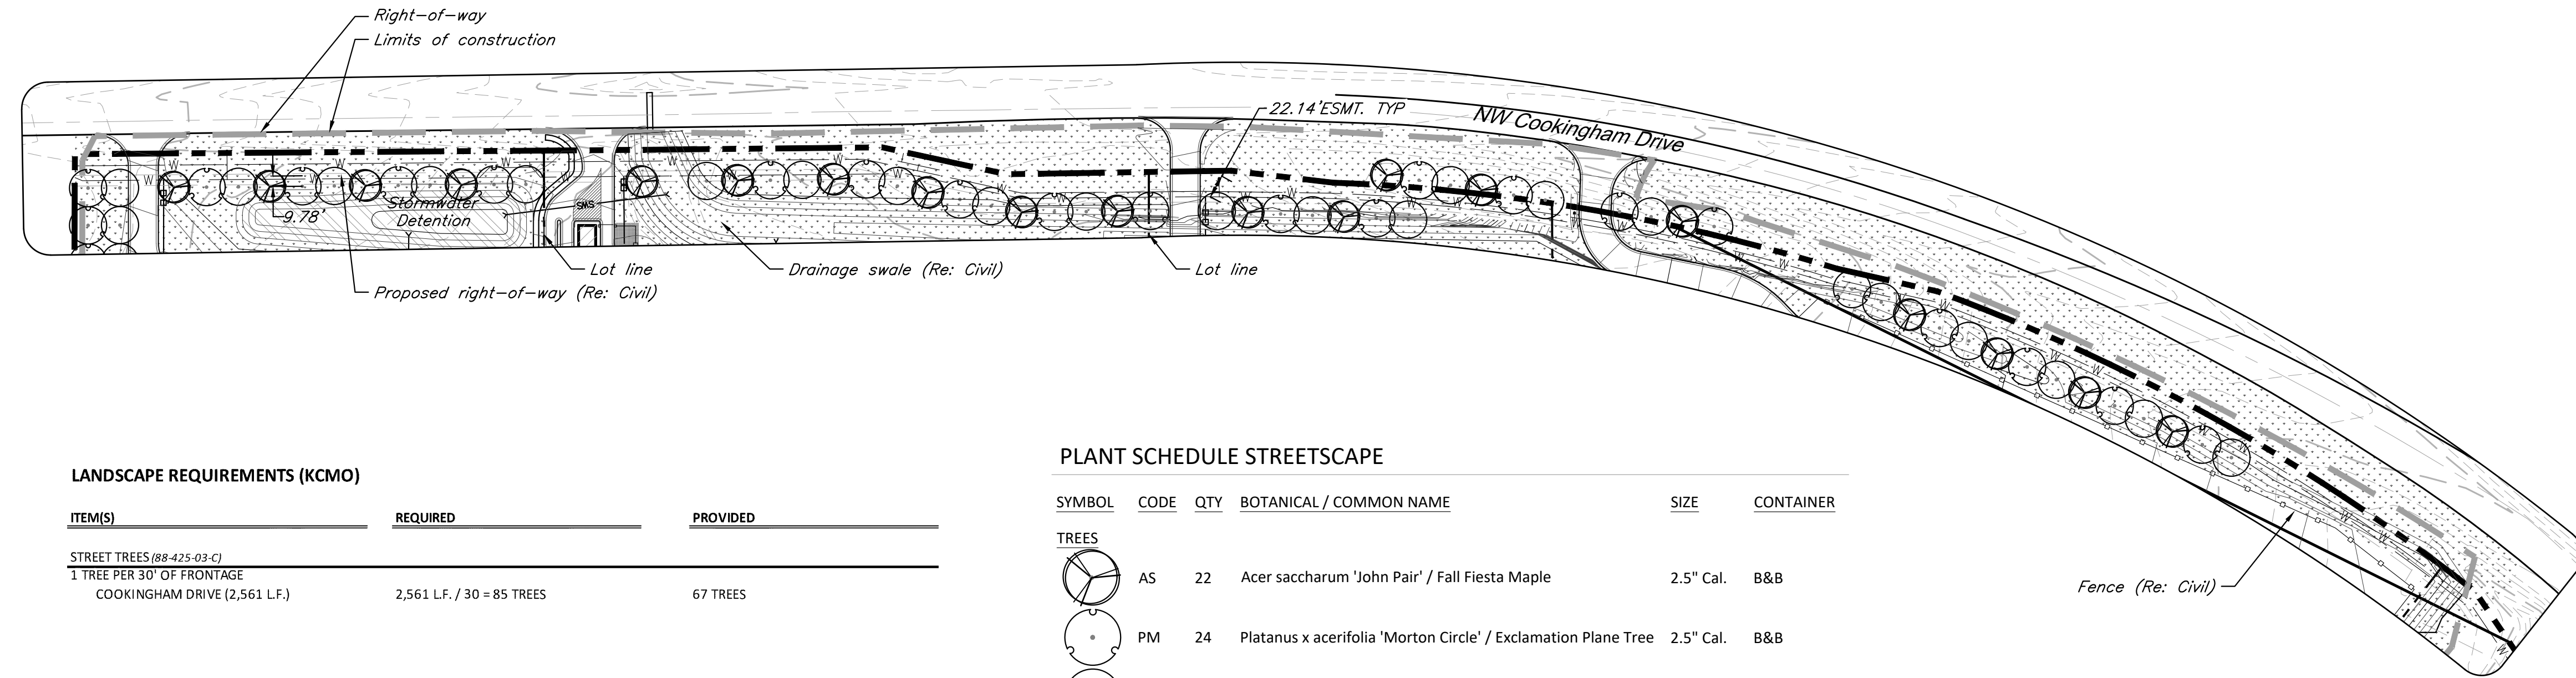 Right-of-way
Limits of construction
22.14'ESMT. TYP
NW Cookingham Drive
W W W W W W W W W W W W W W W W W W W W W W W
9.78'
Stormwater
Detention
SMS
Lot line
Drainage swale (Re: Civil)
Lot line
Proposed right-of-way (Re: Civil)
Fence (Re: Civil)
LANDSCAPE REQUIREMENTS (KCMO)
ITEM(S) REQUIRED PROVIDED
STREET TREES (88-425-03-C)
1 TREE PER 30' OF FRONTAGE
COOKINGHAM DRIVE (2,561 L.F.) 2,561 L.F. / 30 = 85 TREES 67 TREES
PLANT SCHEDULE STREETSCAPE
SYMBOL CODE QTY BOTANICAL / COMMON NAME SIZE CONTAINER
TREES
AS 22 Acer saccharum 'John Pair' / Fall Fiesta Maple 2.5" Cal. B&B
PM 24 Platanus x acerifolia 'Morton Circle' / Exclamation Plane Tree 2.5" Cal. B&B